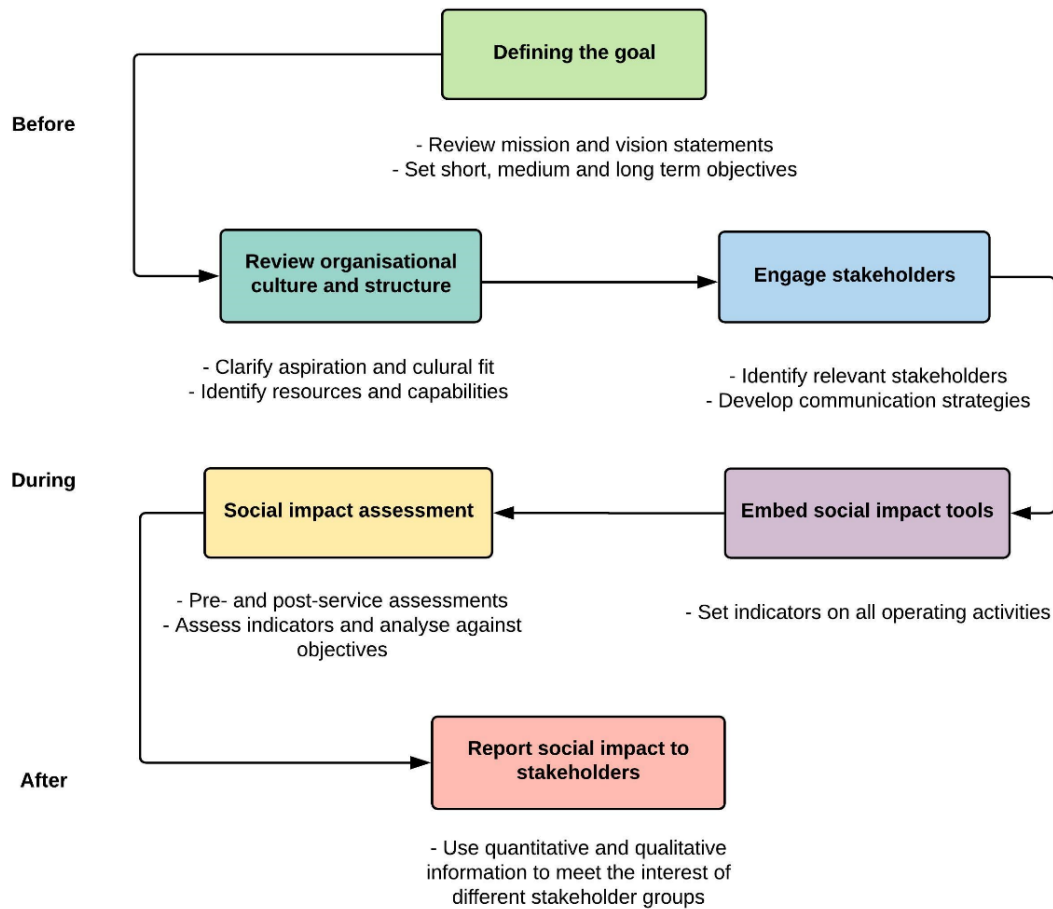 Defining the goal
Before
- Review mission and vision statements
- Set short, medium and long term objectives
Review organisational
culture and structure
Engage stakeholders
- Clarify aspiration and culural fit
- Identify resources and capabilities
- Identify relevant stakeholders
- Develop communication strategies
During
Social impact assessment
Embed social impact tools
- Pre- and post-service assessments
- Assess indicators and analyse against
objectives
- Set indicators on all operating activities
Report social impact to
stakeholders
After
- Use quantitative and qualitative
information to meet the interest of
different stakeholder groups